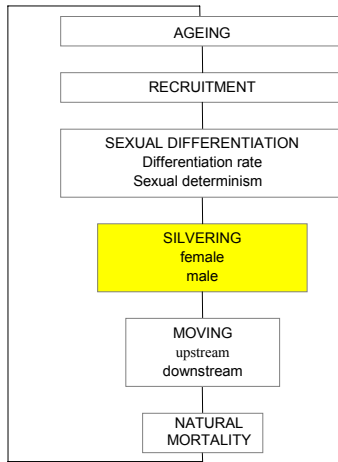 AGEING
RECRUITMENT
SEXUAL DIFFERENTIATION
Differentiation rate
Sexual determinism
SILVERING
female
male
MOVING
upstream
downstream
NATURAL
MORTALITY